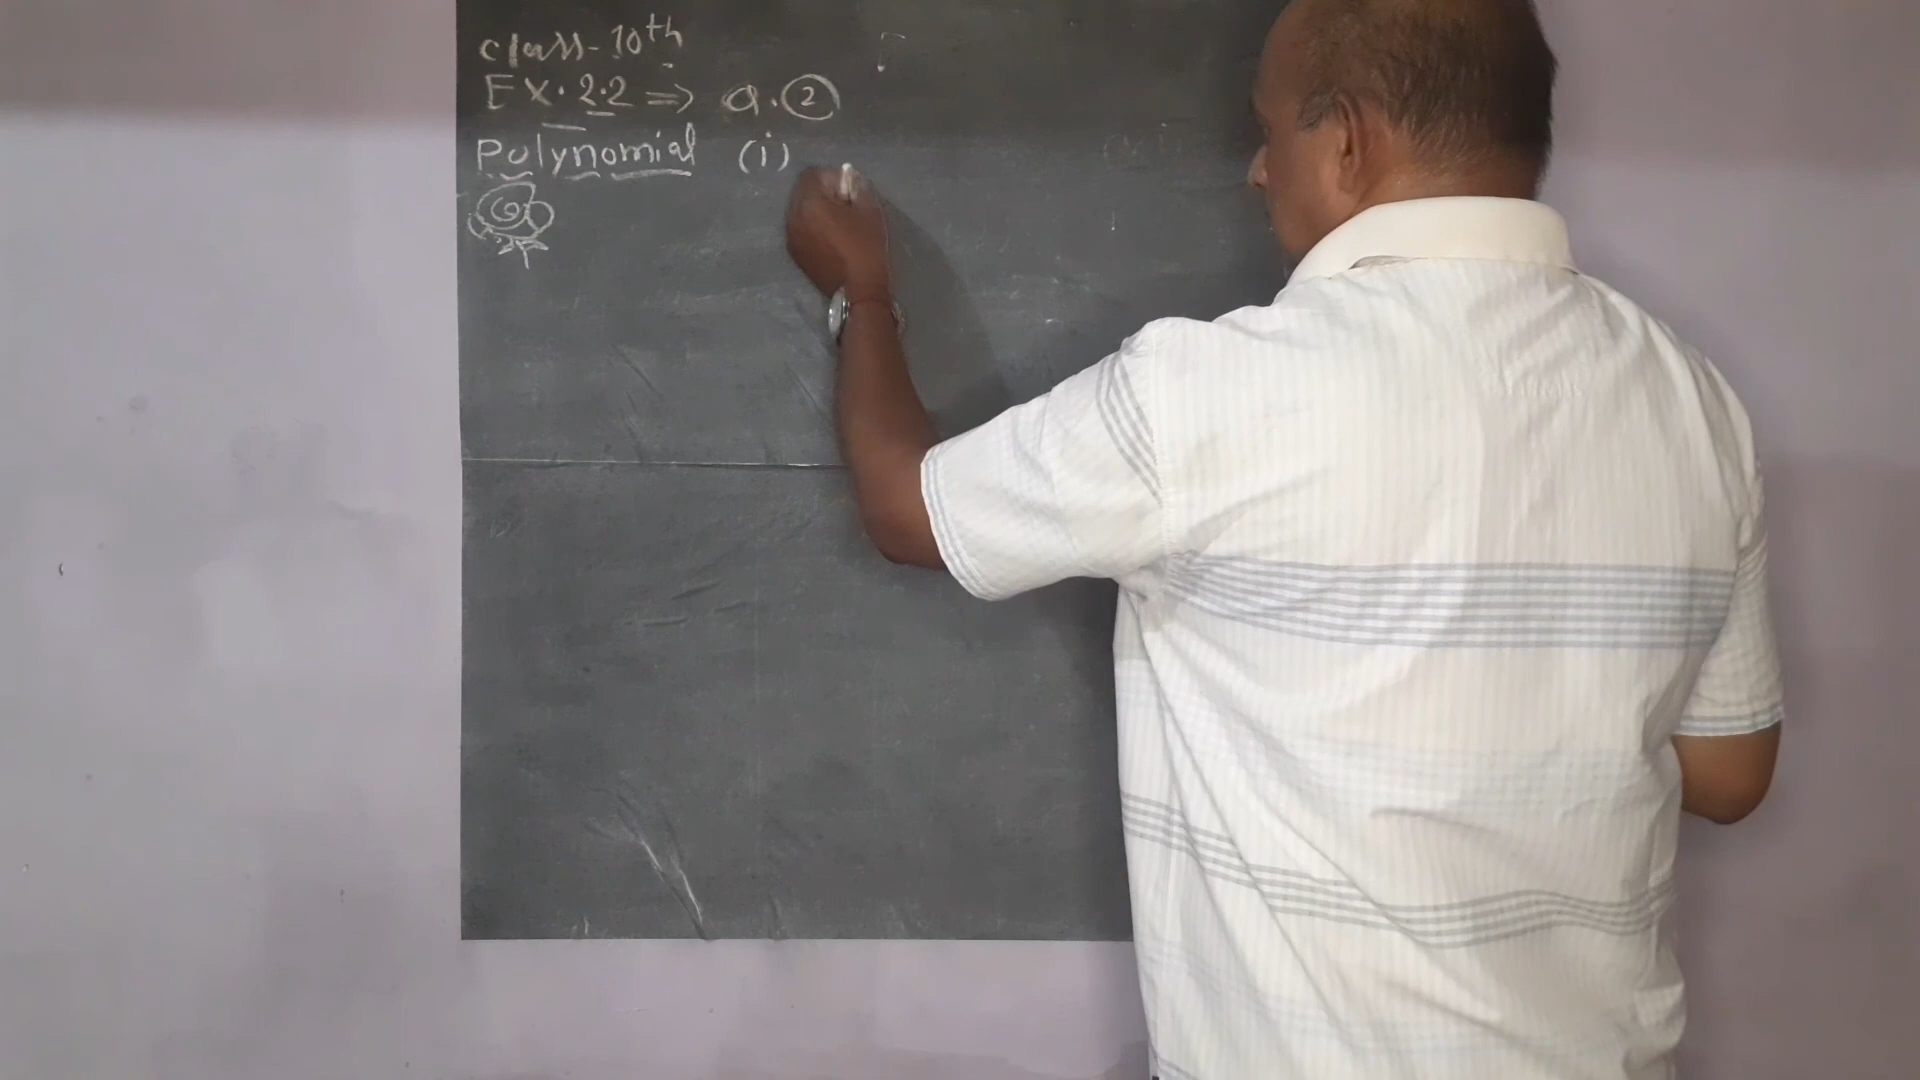 Class-10th
Ex. 2.2 ⇒ Q. 2
Polynomial (i)